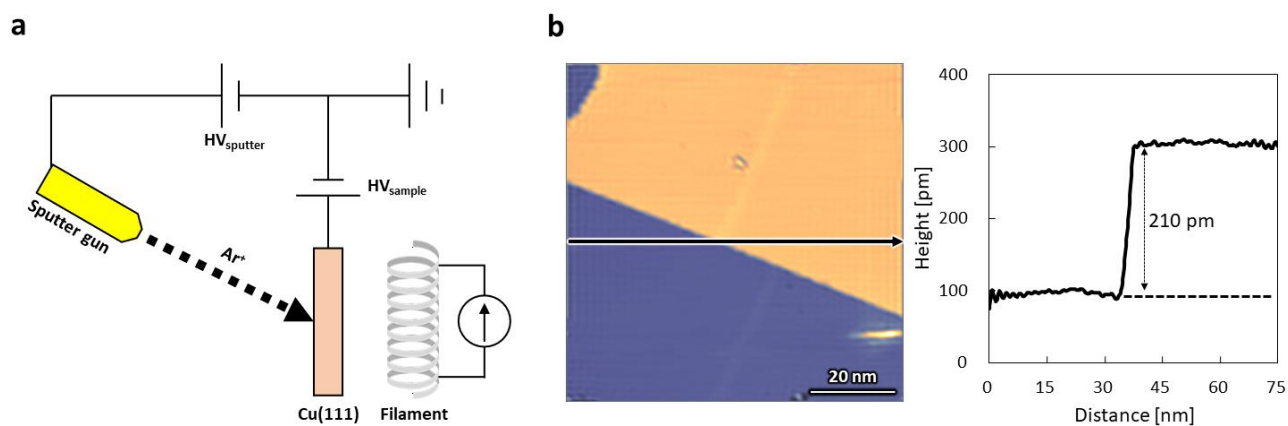 a
HVsputter
HVsample
Sputter gun
Ar+
Cu(111)
Filament
b
20 nm
Height [pm]
400
300
200
100
0
210 pm
0
15
30
45
60
75
Distance [nm]